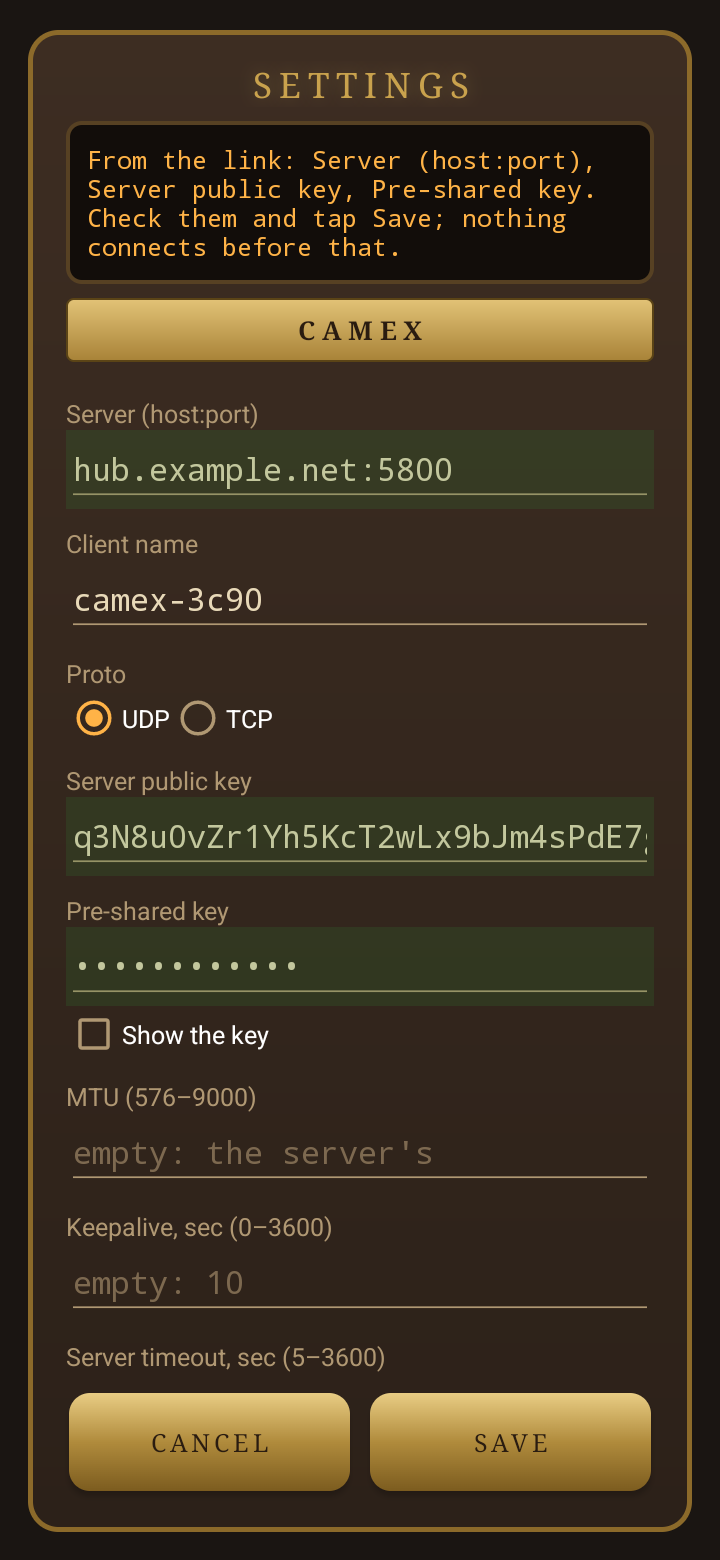 SETTINGS
From the link: Server (host:port),
Server public key, Pre-shared key.
Check them and tap Save; nothing
connects before that.
CAMEX
Server (host:port)
hub.example.net:5800
Client name
camex-3c90
Proto
UDP TCP
Server public key
q3N8u0vZr1Yh5KcT2wLx9bJm4sPdE7
Pre-shared key
••••••••••••
Show the key
MTU (576–9000)
empty: the server's
Keepalive, sec (0–3600)
empty: 10
Server timeout, sec (5–3600)
CANCEL SAVE